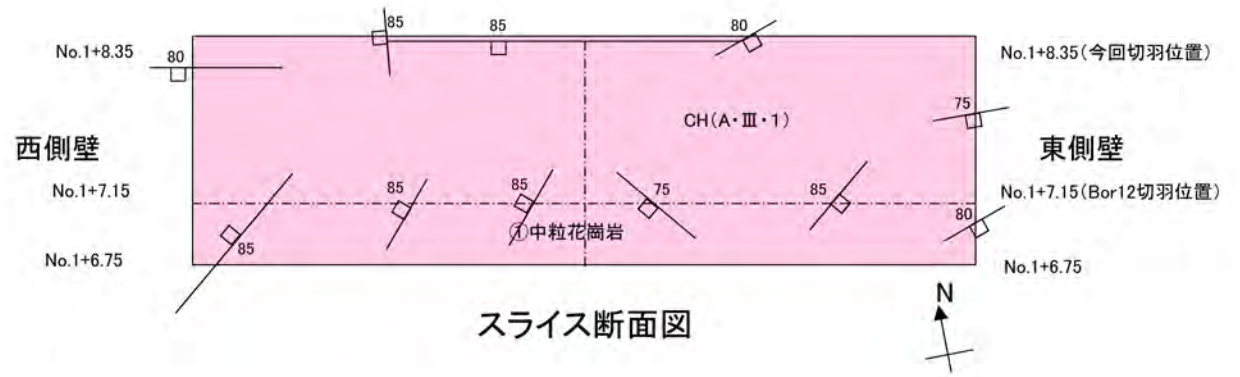 85
85
80
No.1+8.35
80
No.1+8.35(今回切羽位置)
75
CH(A・Ⅲ・1)
西側壁
東側壁
No.1+7.15
85
85
75
85
No.1+7.15(Bor12切羽位置)
80
①中粒花崗岩
85
No.1+6.75
No.1+6.75
N
スライス断面図